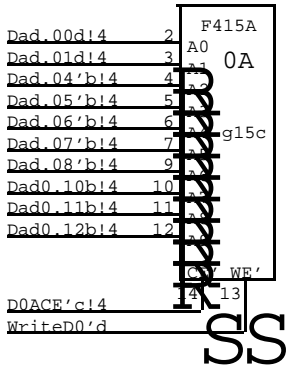 F415A
Dad.00d!4 2 A0 0A
Dad.01d!4 3 A1
Dad.04'b!4 4
Dad.05'b!4 5
Dad.06'b!4 6 g15c
Dad.07'b!4 7
Dad.08'b!4 9
Dad0.10b!4 10
Dad0.11b!4 11
Dad0.12b!4 12
WE'
14 13
D0ACE'c!4
WriteD0'd
SS